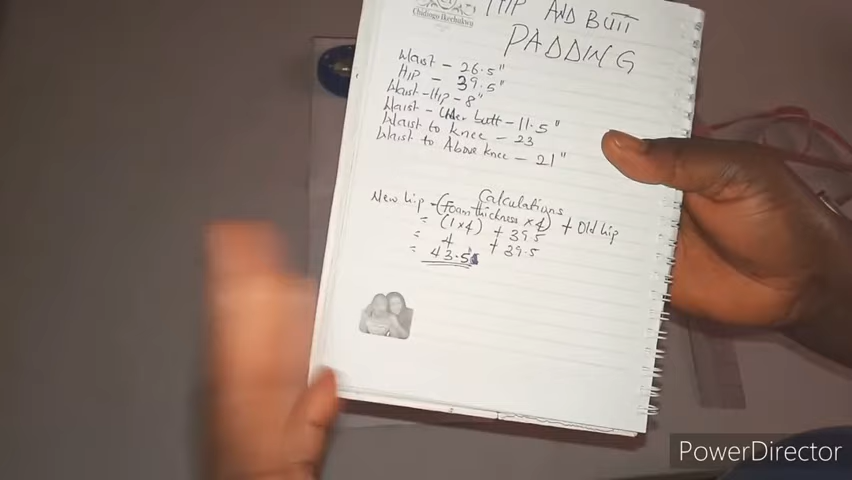 Chidingo Ikechukwu
HIP AND BUTT
PADDING
Waist - 26.5"
HIP - 39.5"
Waist-Hip - 8"
Waist - Under butt - 11.5"
Waist to knee - 23
Waist to Above knee - 21"
Calculations
New hip - (Foam thickness × 4) + Old hip
= (1 × 4) + 39.5
= 4 + 39.5
= 43.5"
PowerDirector